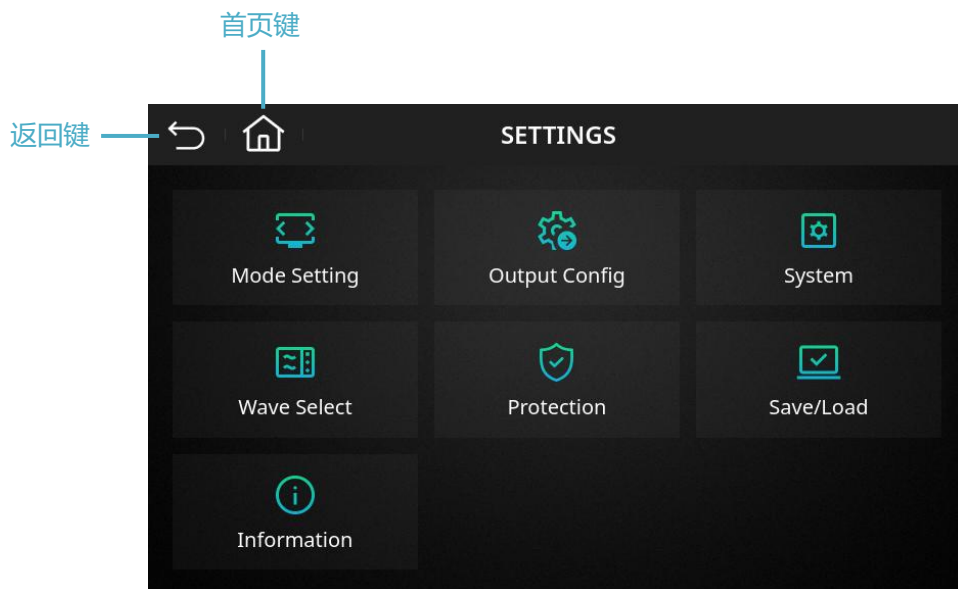 首页键
返回键
SETTINGS
Mode Setting
Output Config
System
Wave Select
Protection
Save/Load
Information